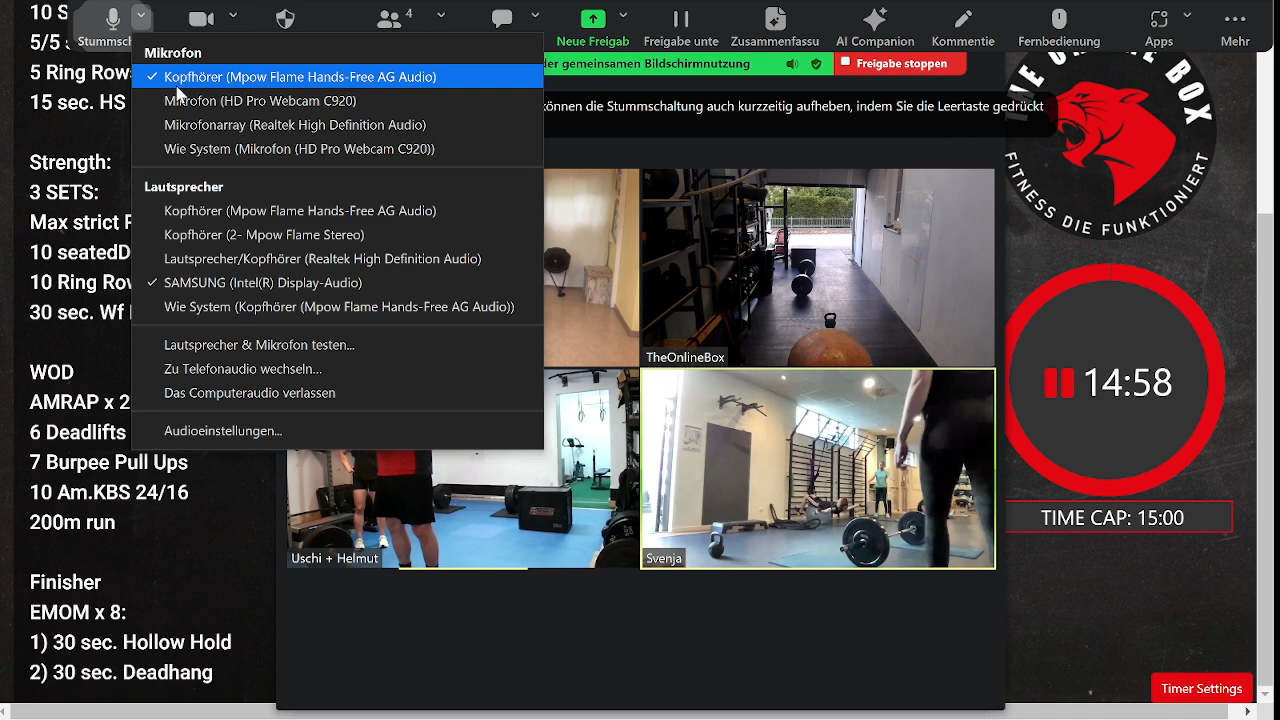 10 S
5/5 s
5 Ring Rows
15 sec. HS
Strength:
3 SETS:
Max strict
10 seatedD
10 Ring Row
30 sec. Wf
WOD
AMRAP x 2
6 Deadlifts
7 Burpee Pull Ups
10 Am.KBS 24/16
200m run
Finisher
EMOM x 8:
1) 30 sec. Hollow Hold
2) 30 sec. Deadhang
Stummsch
4
Neue Freigab
Freigabe unte
Zusammenfassu
AI Companion
Kommentie
Fernbedienung
Apps
Mehr
Mikrofon
Kopfhörer (Mpow Flame Hands-Free AG Audio)
Mikrofon (HD Pro Webcam C920)
Mikrofonarray (Realtek High Definition Audio)
Wie System (Mikrofon (HD Pro Webcam C920))
Lautsprecher
Kopfhörer (Mpow Flame Hands-Free AG Audio)
Kopfhörer (2- Mpow Flame Stereo)
Lautsprecher/Kopfhörer (Realtek High Definition Audio)
SAMSUNG (Intel(R) Display-Audio)
Wie System (Kopfhörer (Mpow Flame Hands-Free AG Audio))
Lautsprecher & Mikrofon testen...
Zu Telefonaudio wechseln...
Das Computeraudio verlassen
Audioeinstellungen...
der gemeinsamen Bildschirmnutzung
Freigabe stoppen
können die Stummschaltung auch kurzzeitig aufheben, indem Sie die Leertaste gedrückt
TheOnlineBox
Uschi + Helmut
Svenja
THE ONLINE BOX
FITNESS DIE FUNKTIONIERT
14:58
TIME CAP: 15:00
Timer Settings